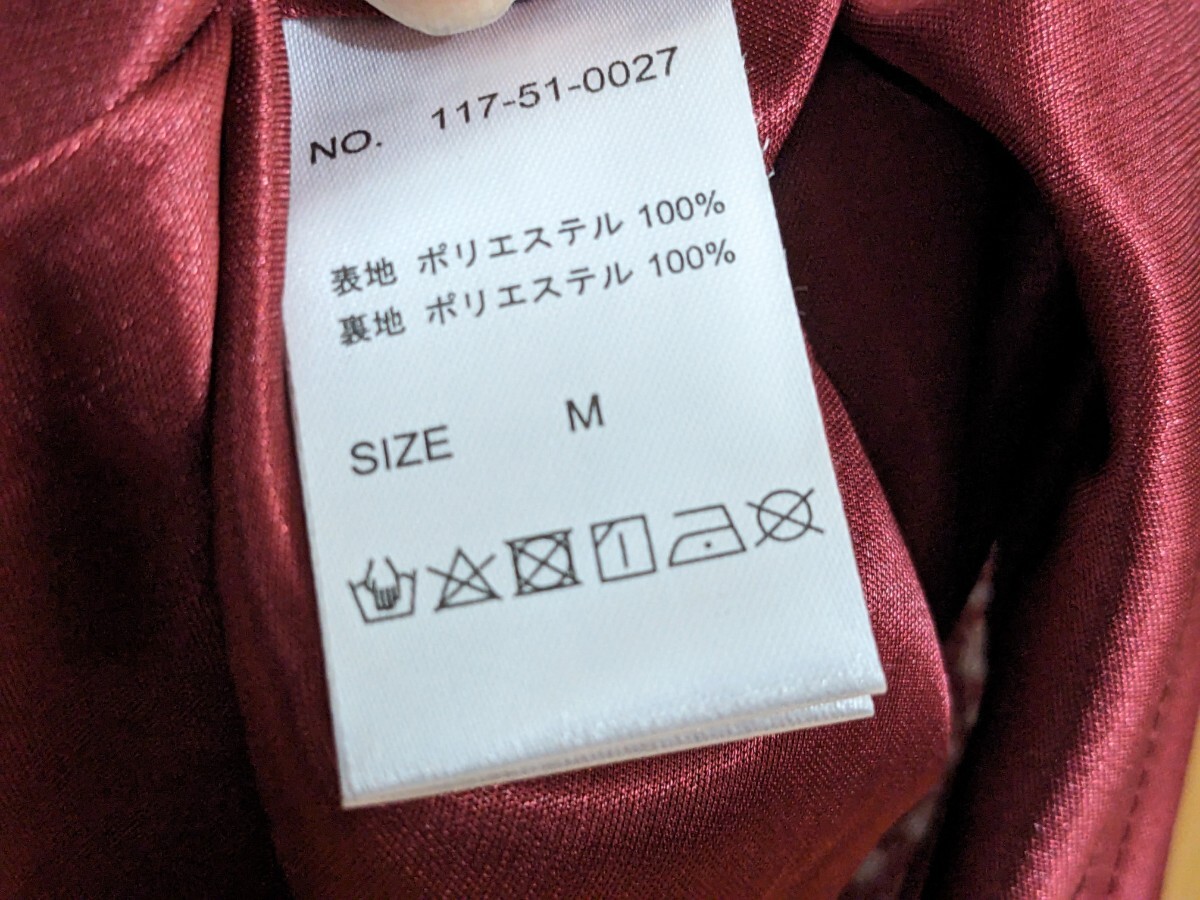 NO. 117-51-0027
表地 ポリエステル 100%
裏地 ポリエステル 100%
SIZE M